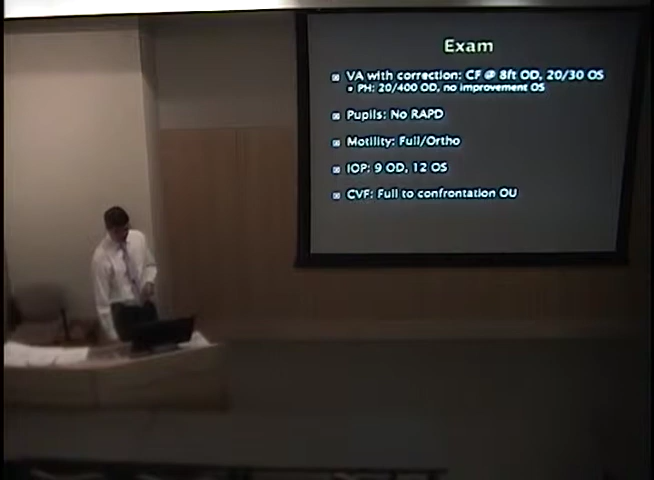 Exam
VA with correction: CF @ 8ft OD, 20/30 OS
PH: 20/400 OD, no improvement OS
Pupils: No RAPD
Motility: Full/Ortho
IOP: 9 OD, 12 OS
CVF: Full to confrontation OU